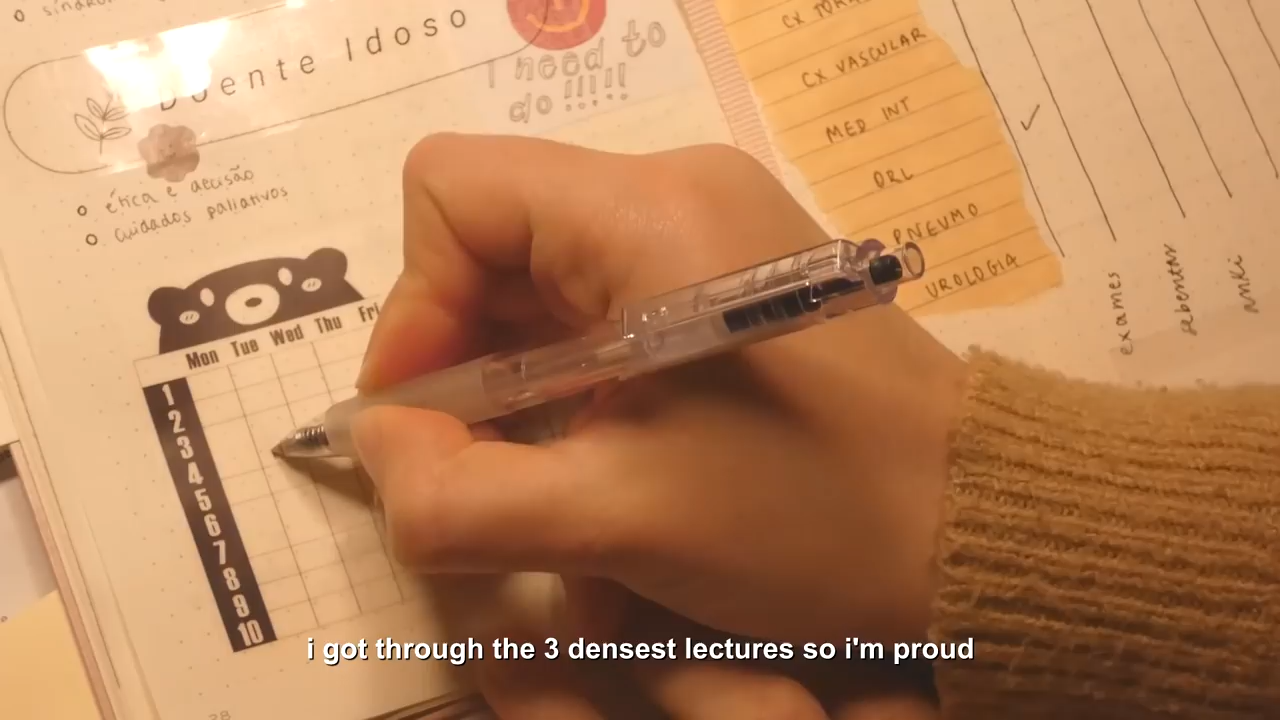 Doente Idoso
I need to
do !!!!!
ética e decisão
cuidados paliativos
Mon Tue Wed Thu Fri
1
2
3
4
5
6
7
8
9
10
CX VASCULAR
MED INT
ORL
PNEUMO
UROLOGIA
exames
sebentas
anki
i got through the 3 densest lectures so i'm proud